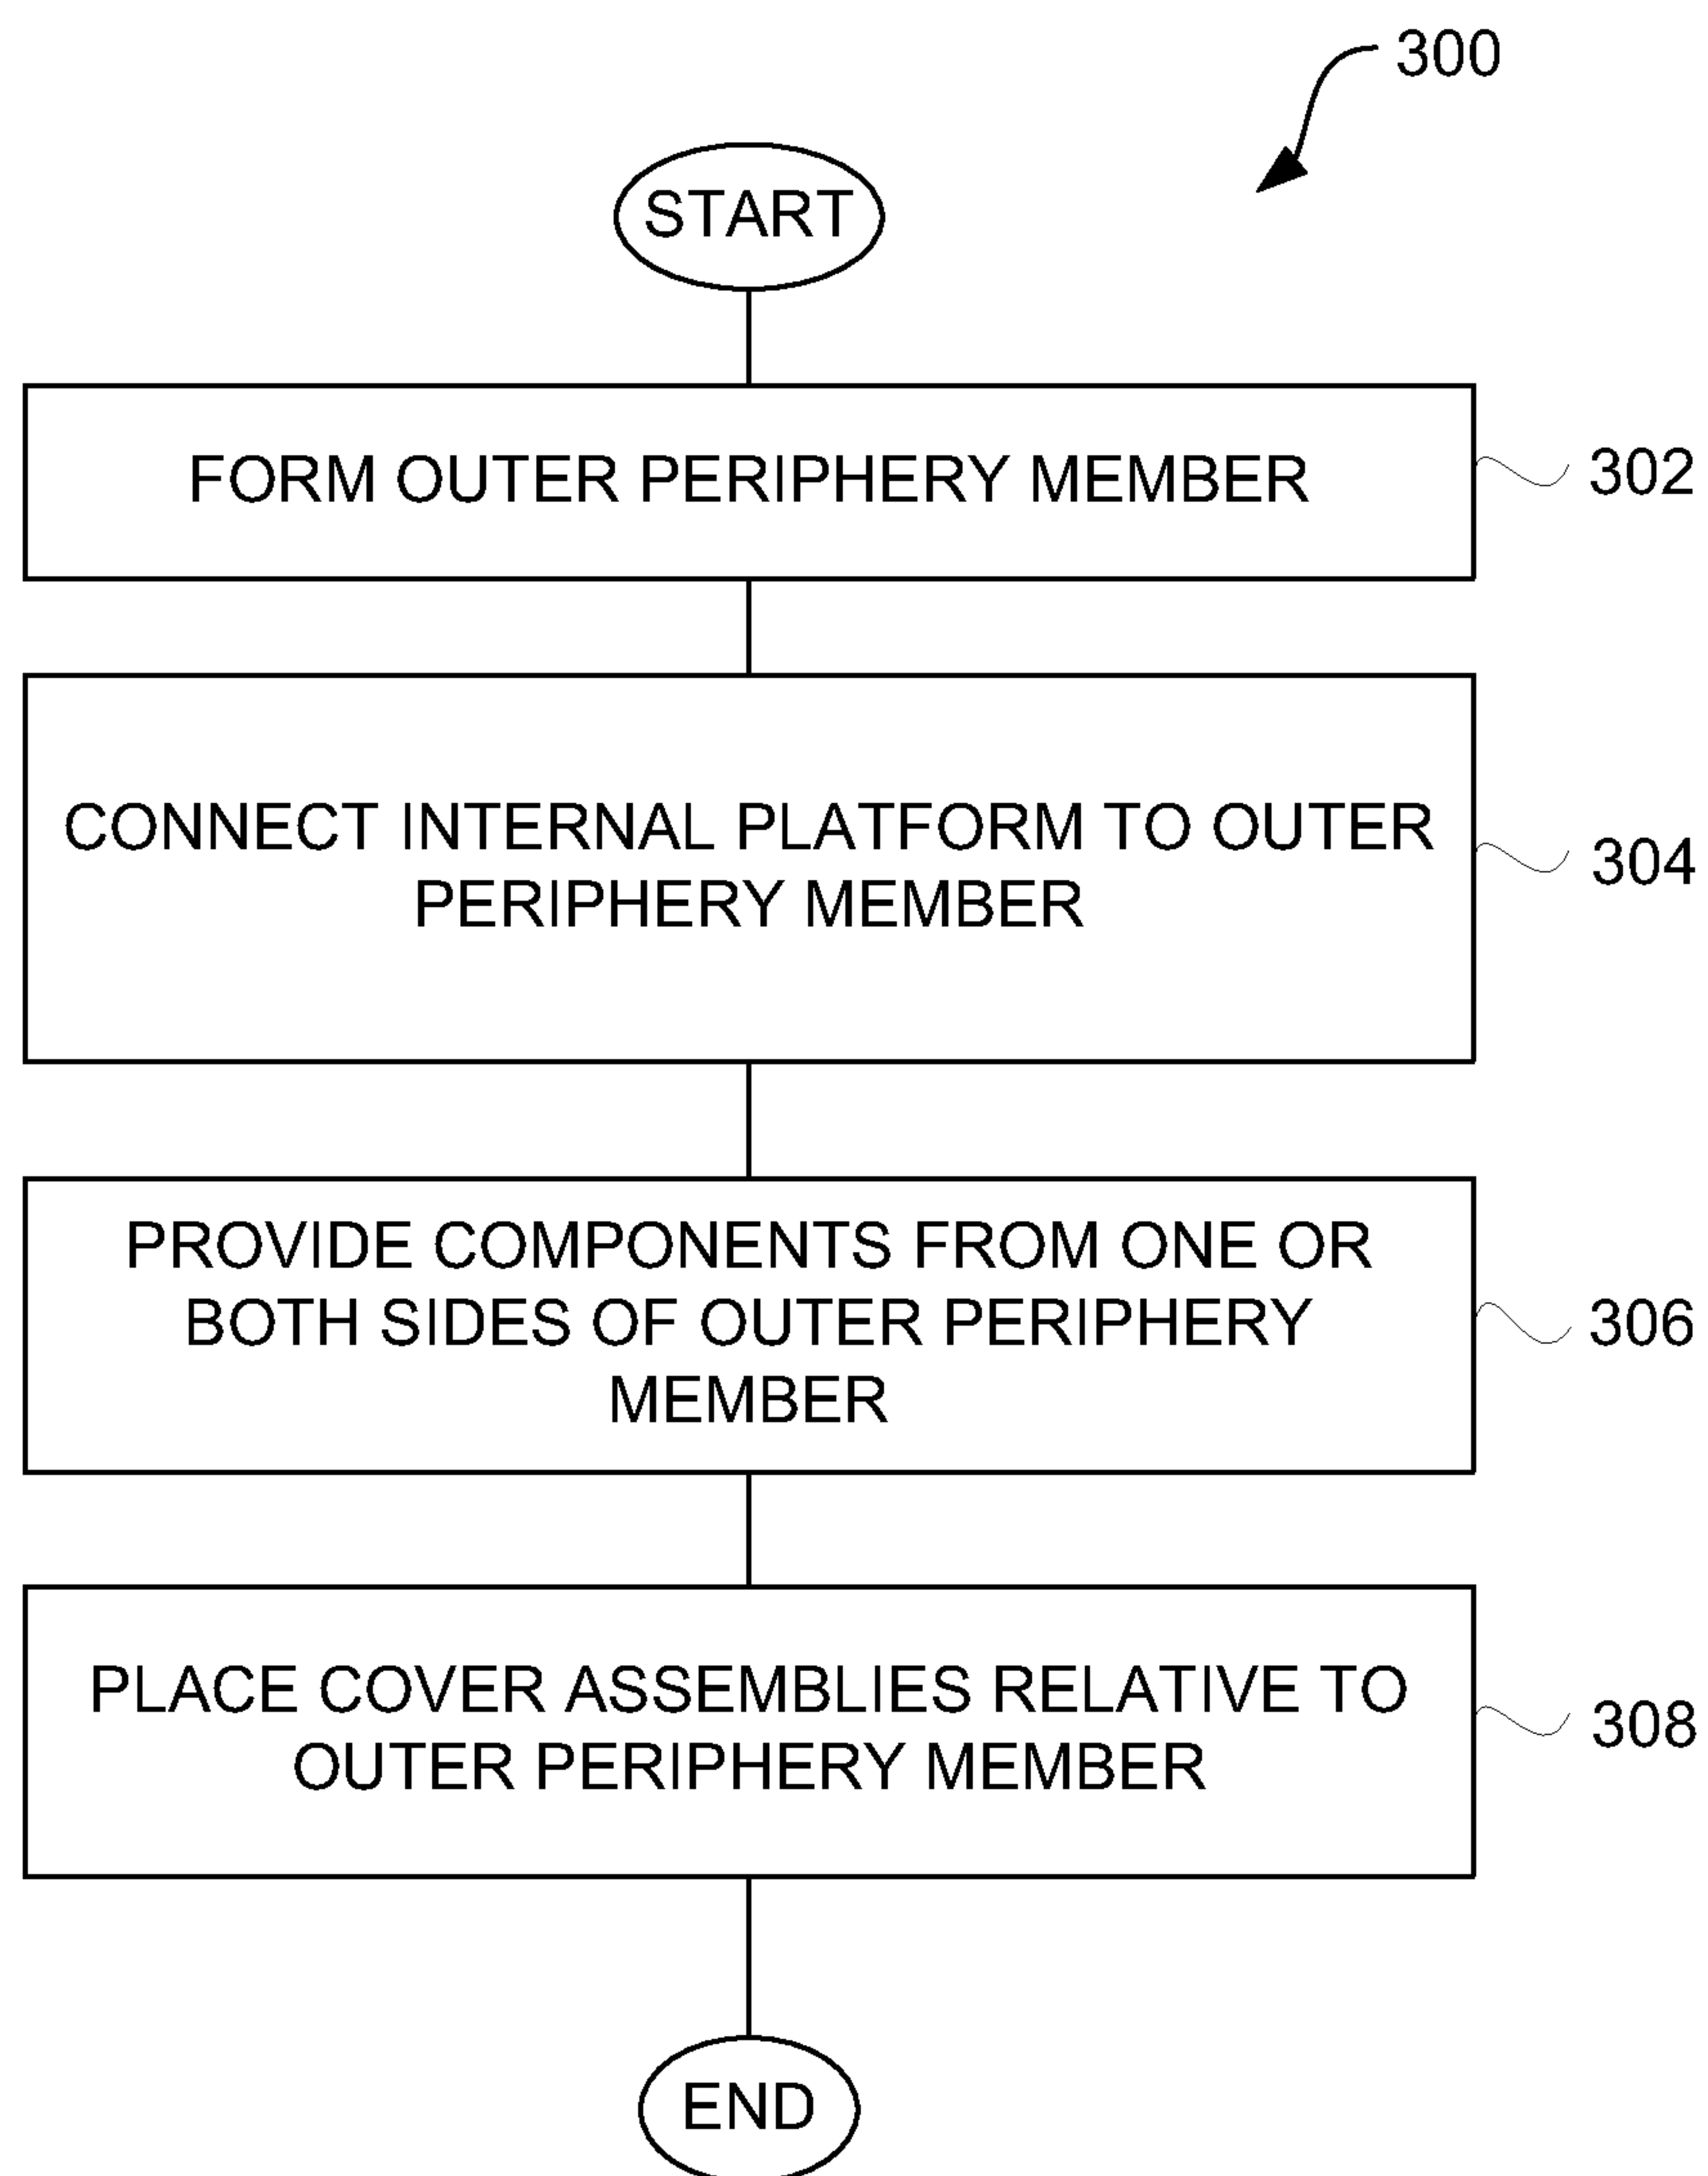 300
START
FORM OUTER PERIPHERY MEMBER
302
CONNECT INTERNAL PLATFORM TO OUTER
PERIPHERY MEMBER
304
PROVIDE COMPONENTS FROM ONE OR
BOTH SIDES OF OUTER PERIPHERY
MEMBER
306
PLACE COVER ASSEMBLIES RELATIVE TO
OUTER PERIPHERY MEMBER
308
END